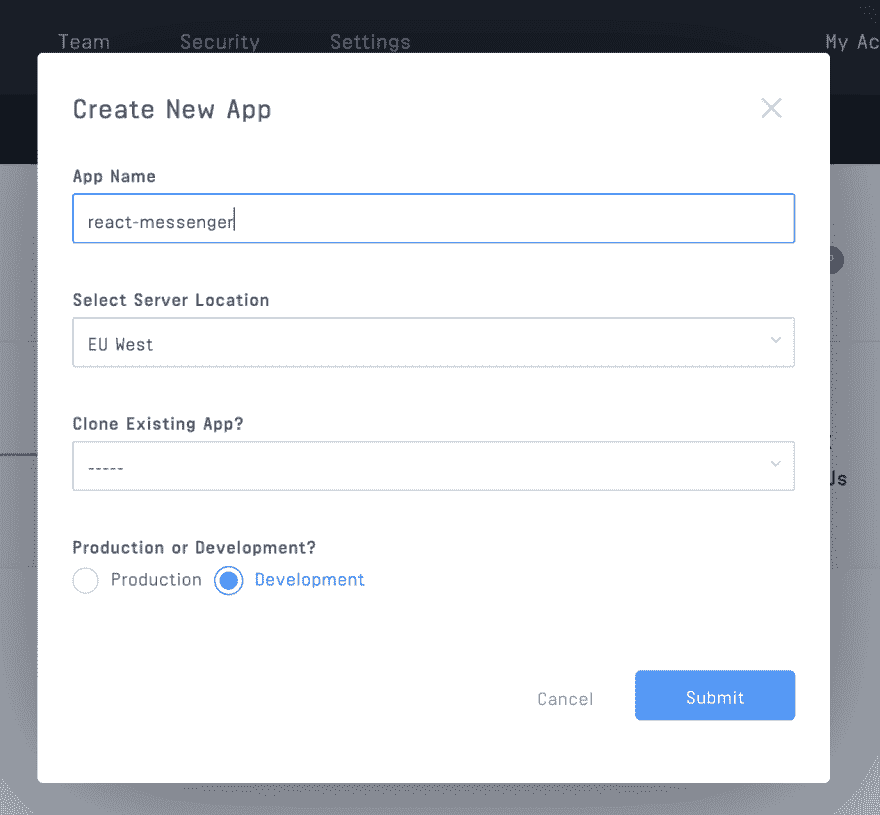 Team Security Settings My Ac
Create New App
App Name
react-messenger
Select Server Location
EU West
Clone Existing App?
-----
Us
Production or Development?
Production Development
Cancel Submit